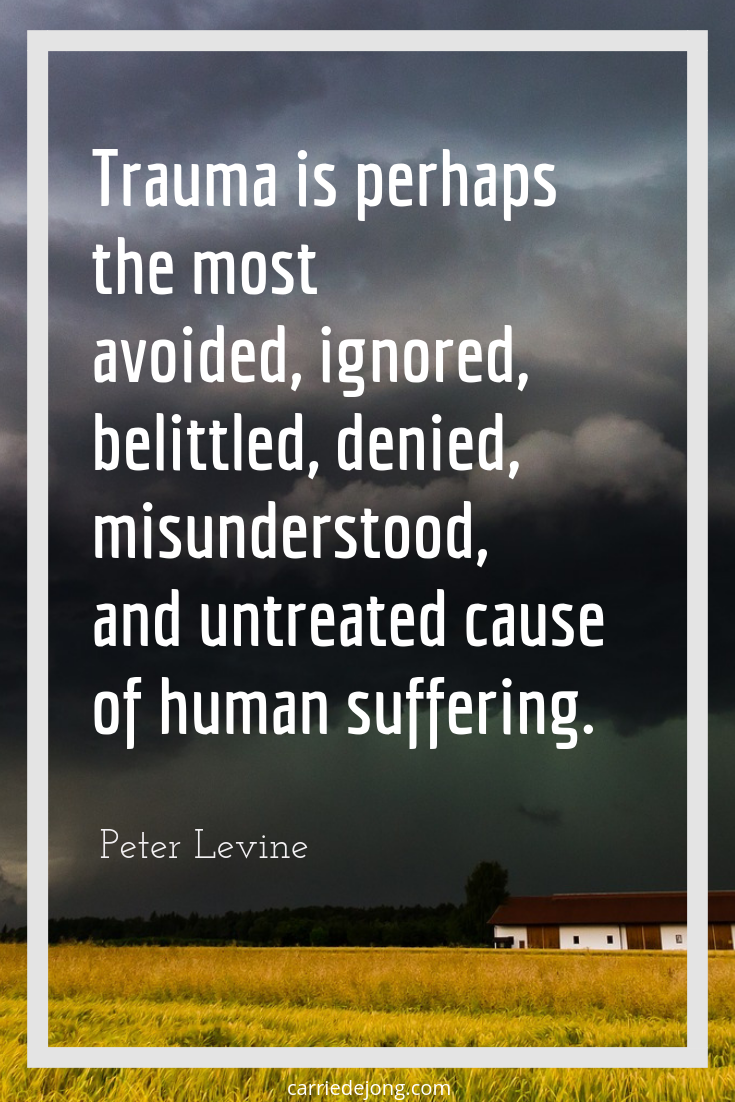 Trauma is perhaps
the most
avoided, ignored,
belittled, denied,
misunderstood,
and untreated cause
of human suffering.
Peter Levine
carriedejong.com